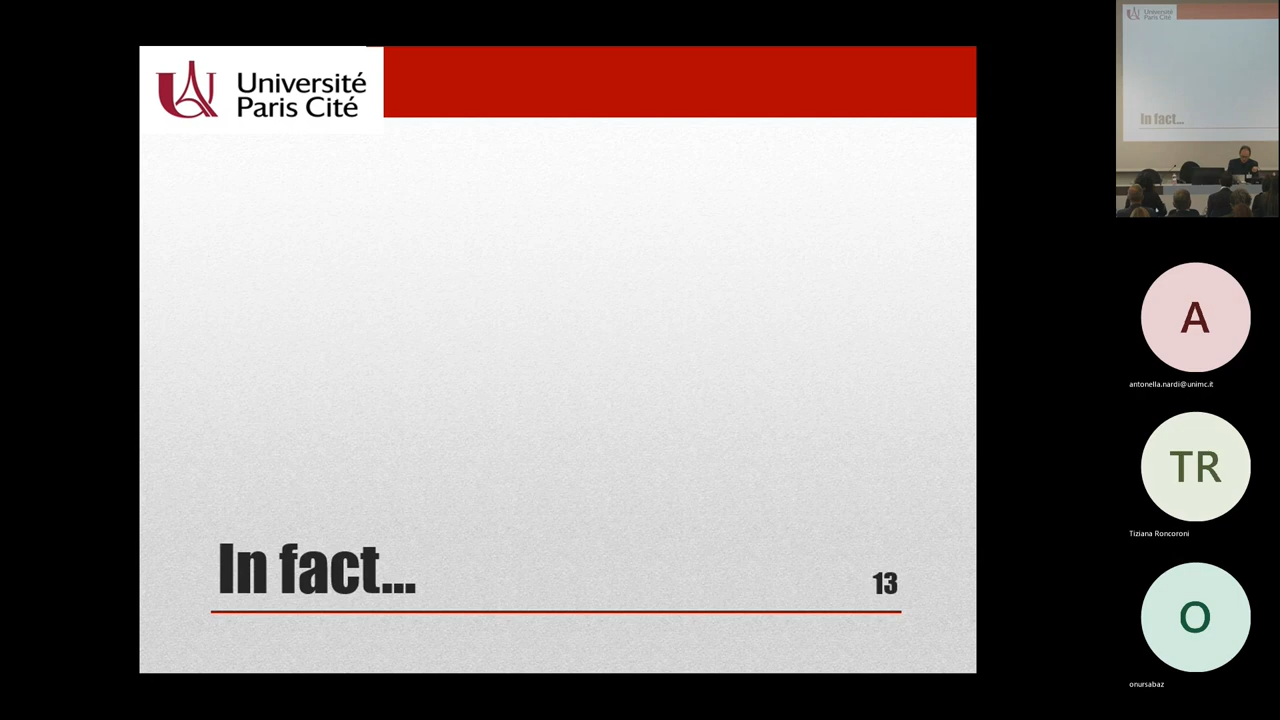 Université
Paris Cité
In fact...
13
Université
Paris Cité
In fact...
A
antonella.nardi@unimc.it
TR
Tiziana Roncoroni
O
onursabaz